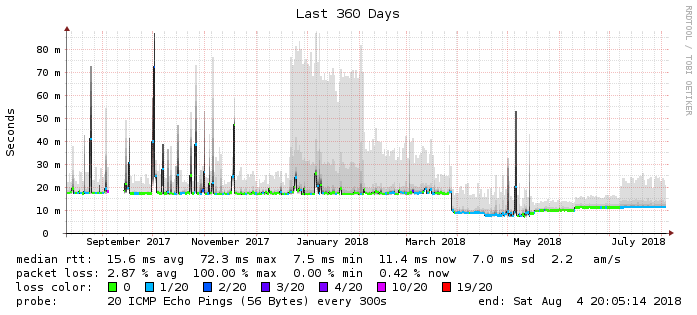 Last 360 Days
RRDTOOL / TOBI OETIKER
Seconds
80 m
70 m
60 m
50 m
40 m
30 m
20 m
10 m
0
September 2017 November 2017 January 2018 March 2018 May 2018 July 2018
median rtt: 15.6 ms avg 72.3 ms max 7.5 ms min 11.4 ms now 7.0 ms sd 2.2 am/s
packet loss: 2.87 % avg 100.00 % max 0.00 % min 0.42 % now
loss color: 0 1/20 2/20 3/20 4/20 10/20 19/20
probe: 20 ICMP Echo Pings (56 Bytes) every 300s end: Sat Aug 4 20:05:14 2018